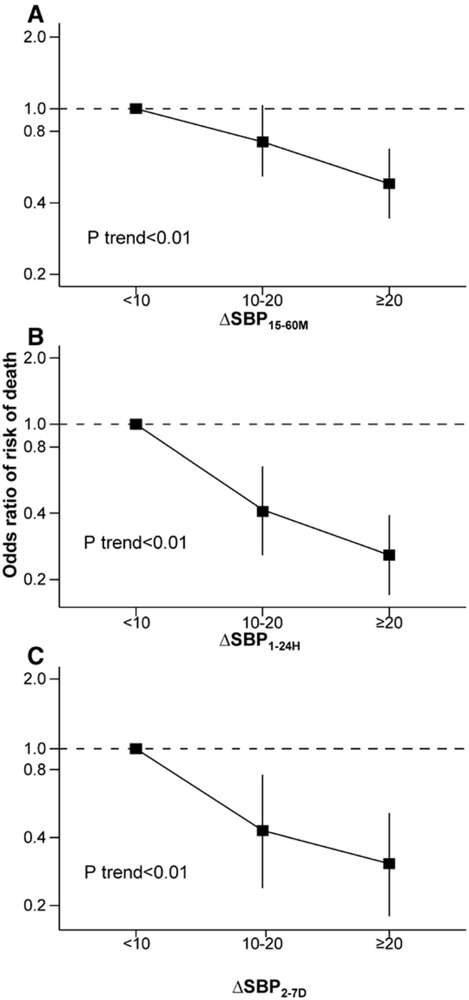 A
2.0
1.0
0.8
0.4
P trend<0.01
0.2
<10 10-20 ≥20
ΔSBP15-60M
B
Odds ratio of risk of death
2.0
1.0
0.8
0.4
P trend<0.01
0.2
<10 10-20 ≥20
ΔSBP1-24H
C
2.0
1.0
0.8
0.4
P trend<0.01
0.2
<10 10-20 ≥20
ΔSBP2-7D